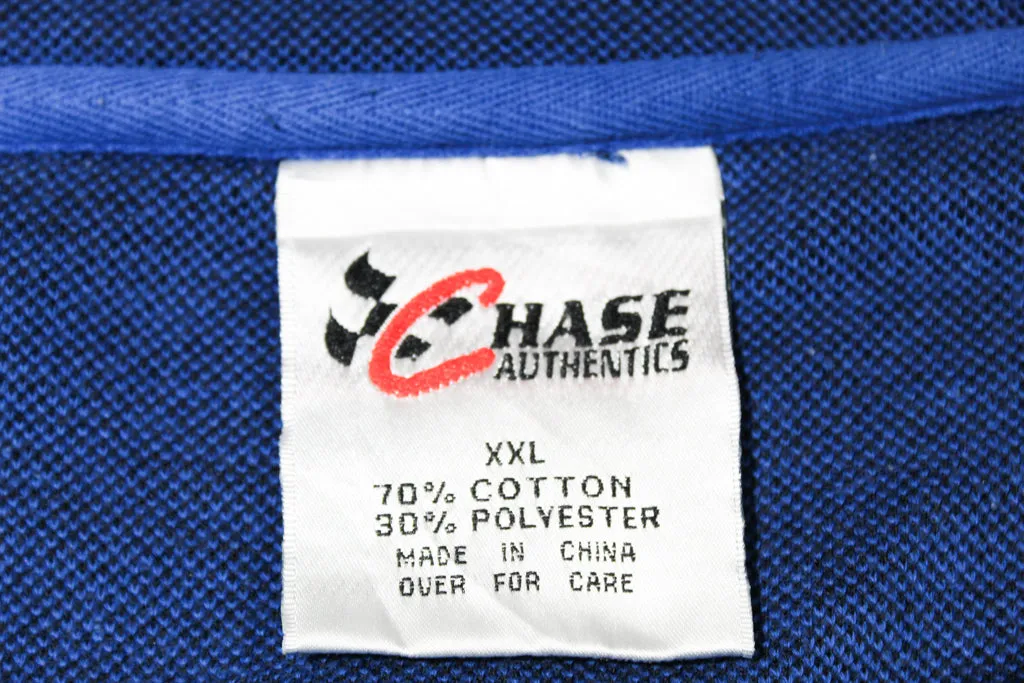 CHASE
AUTHENTICS
XXL
70% COTTON
30% POLYESTER
MADE IN CHINA
OVER FOR CARE